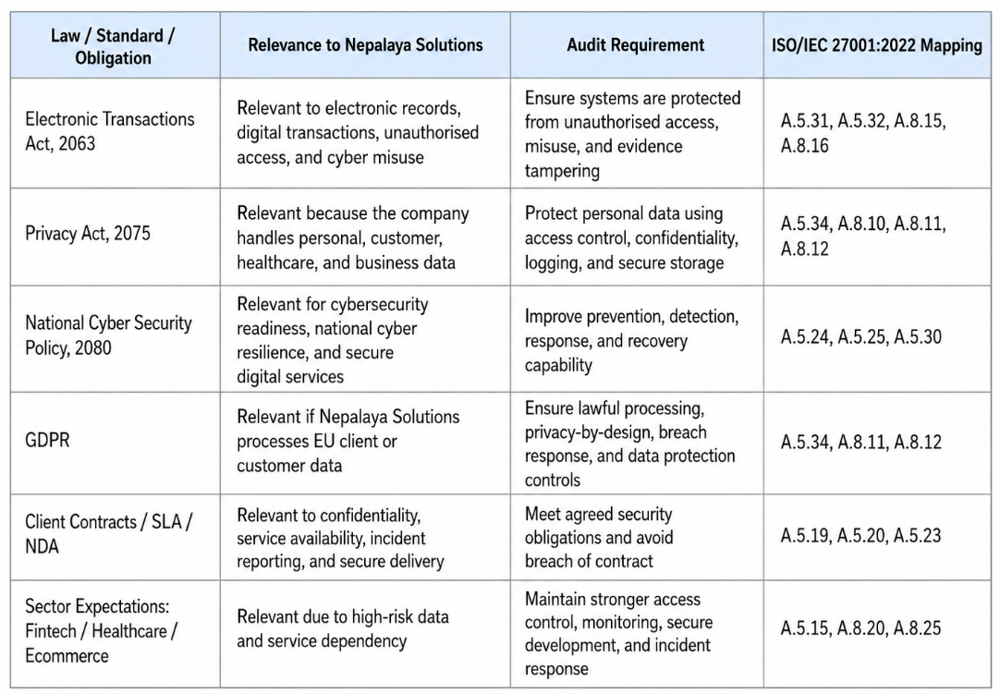 Law / Standard /
Obligation
Relevance to Nepalaya Solutions
Audit Requirement
ISO/IEC 27001:2022 Mapping
Electronic Transactions
Act, 2063
Relevant to electronic records,
digital transactions, unauthorised
access, and cyber misuse
Ensure systems are protected
from unauthorised access,
misuse, and evidence
tampering
A.5.31, A.5.32, A.8.15,
A.8.16
Privacy Act, 2075
Relevant because the company
handles personal, customer,
healthcare, and business data
Protect personal data using
access control, confidentiality,
logging, and secure storage
A.5.34, A.8.10, A.8.11,
A.8.12
National Cyber Security
Policy, 2080
Relevant for cybersecurity
readiness, national cyber
resilience, and secure
digital services
Improve prevention, detection,
response, and recovery
capability
A.5.24, A.5.25, A.5.30
GDPR
Relevant if Nepalaya Solutions
processes EU client or
customer data
Ensure lawful processing,
privacy-by-design, breach
response, and data protection
controls
A.5.34, A.8.11, A.8.12
Client Contracts / SLA /
NDA
Relevant to confidentiality,
service availability, incident
reporting, and secure delivery
Meet agreed security
obligations and avoid
breach of contract
A.5.19, A.5.20, A.5.23
Sector Expectations:
Fintech / Healthcare /
Ecommerce
Relevant due to high-risk data
and service dependency
Maintain stronger access
control, monitoring, secure
development, and incident
response
A.5.15, A.8.20, A.8.25